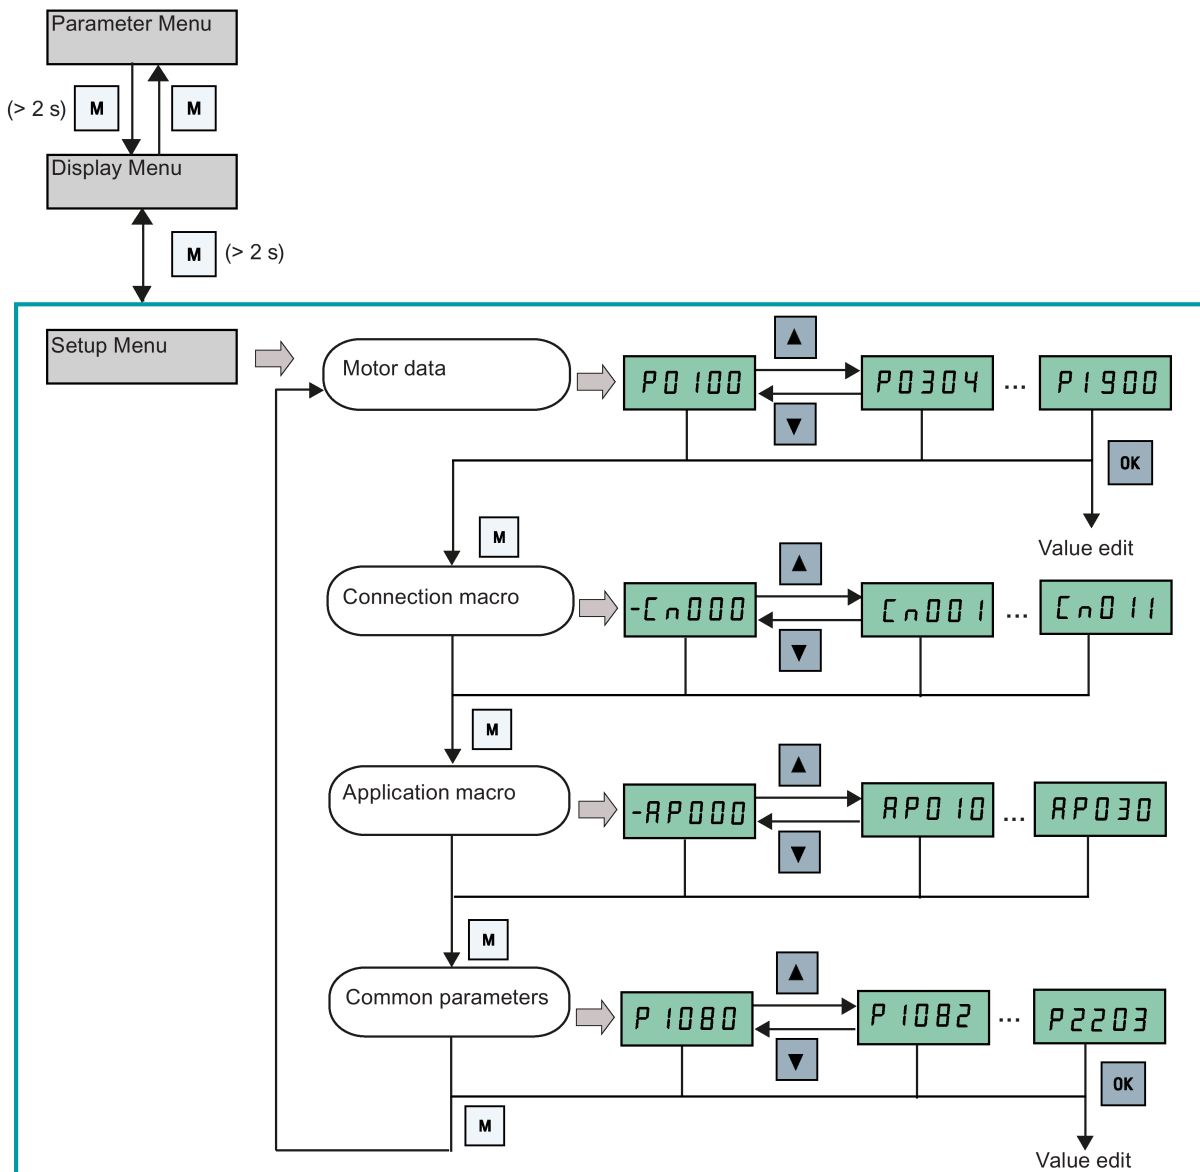 Parameter Menu
(> 2 s) M M
Display Menu
M (> 2 s)
Setup Menu
Motor data
P0100 P0304 ... P1900
OK
M
Value edit
Connection macro
-Cn000 Cn001 ... Cn011
M
Application macro
-AP000 AP010 ... AP030
M
Common parameters
P1080 P1082 ... P2203
OK
M
Value edit